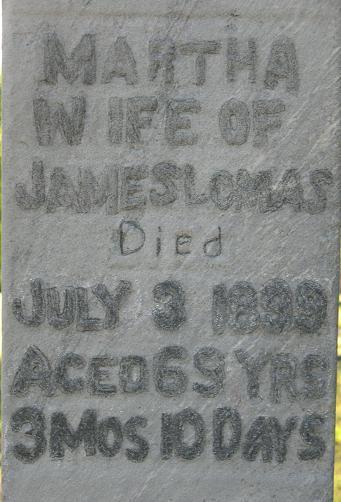 MARTHA
WIFE OF
JAMES LOMAS
Died
JULY 3 1899
AGED 69 YRS
3 MOS 10 DAYS